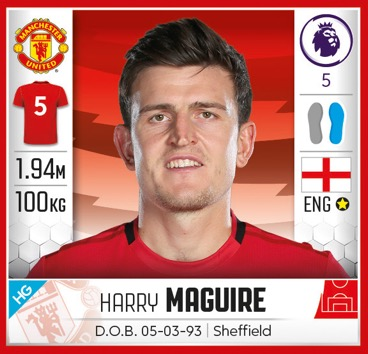 MANCHESTER
UNITED
5
1.94M
100KG
5
ENG
HG
HARRY MAGUIRE
D.O.B. 05-03-93 | Sheffield